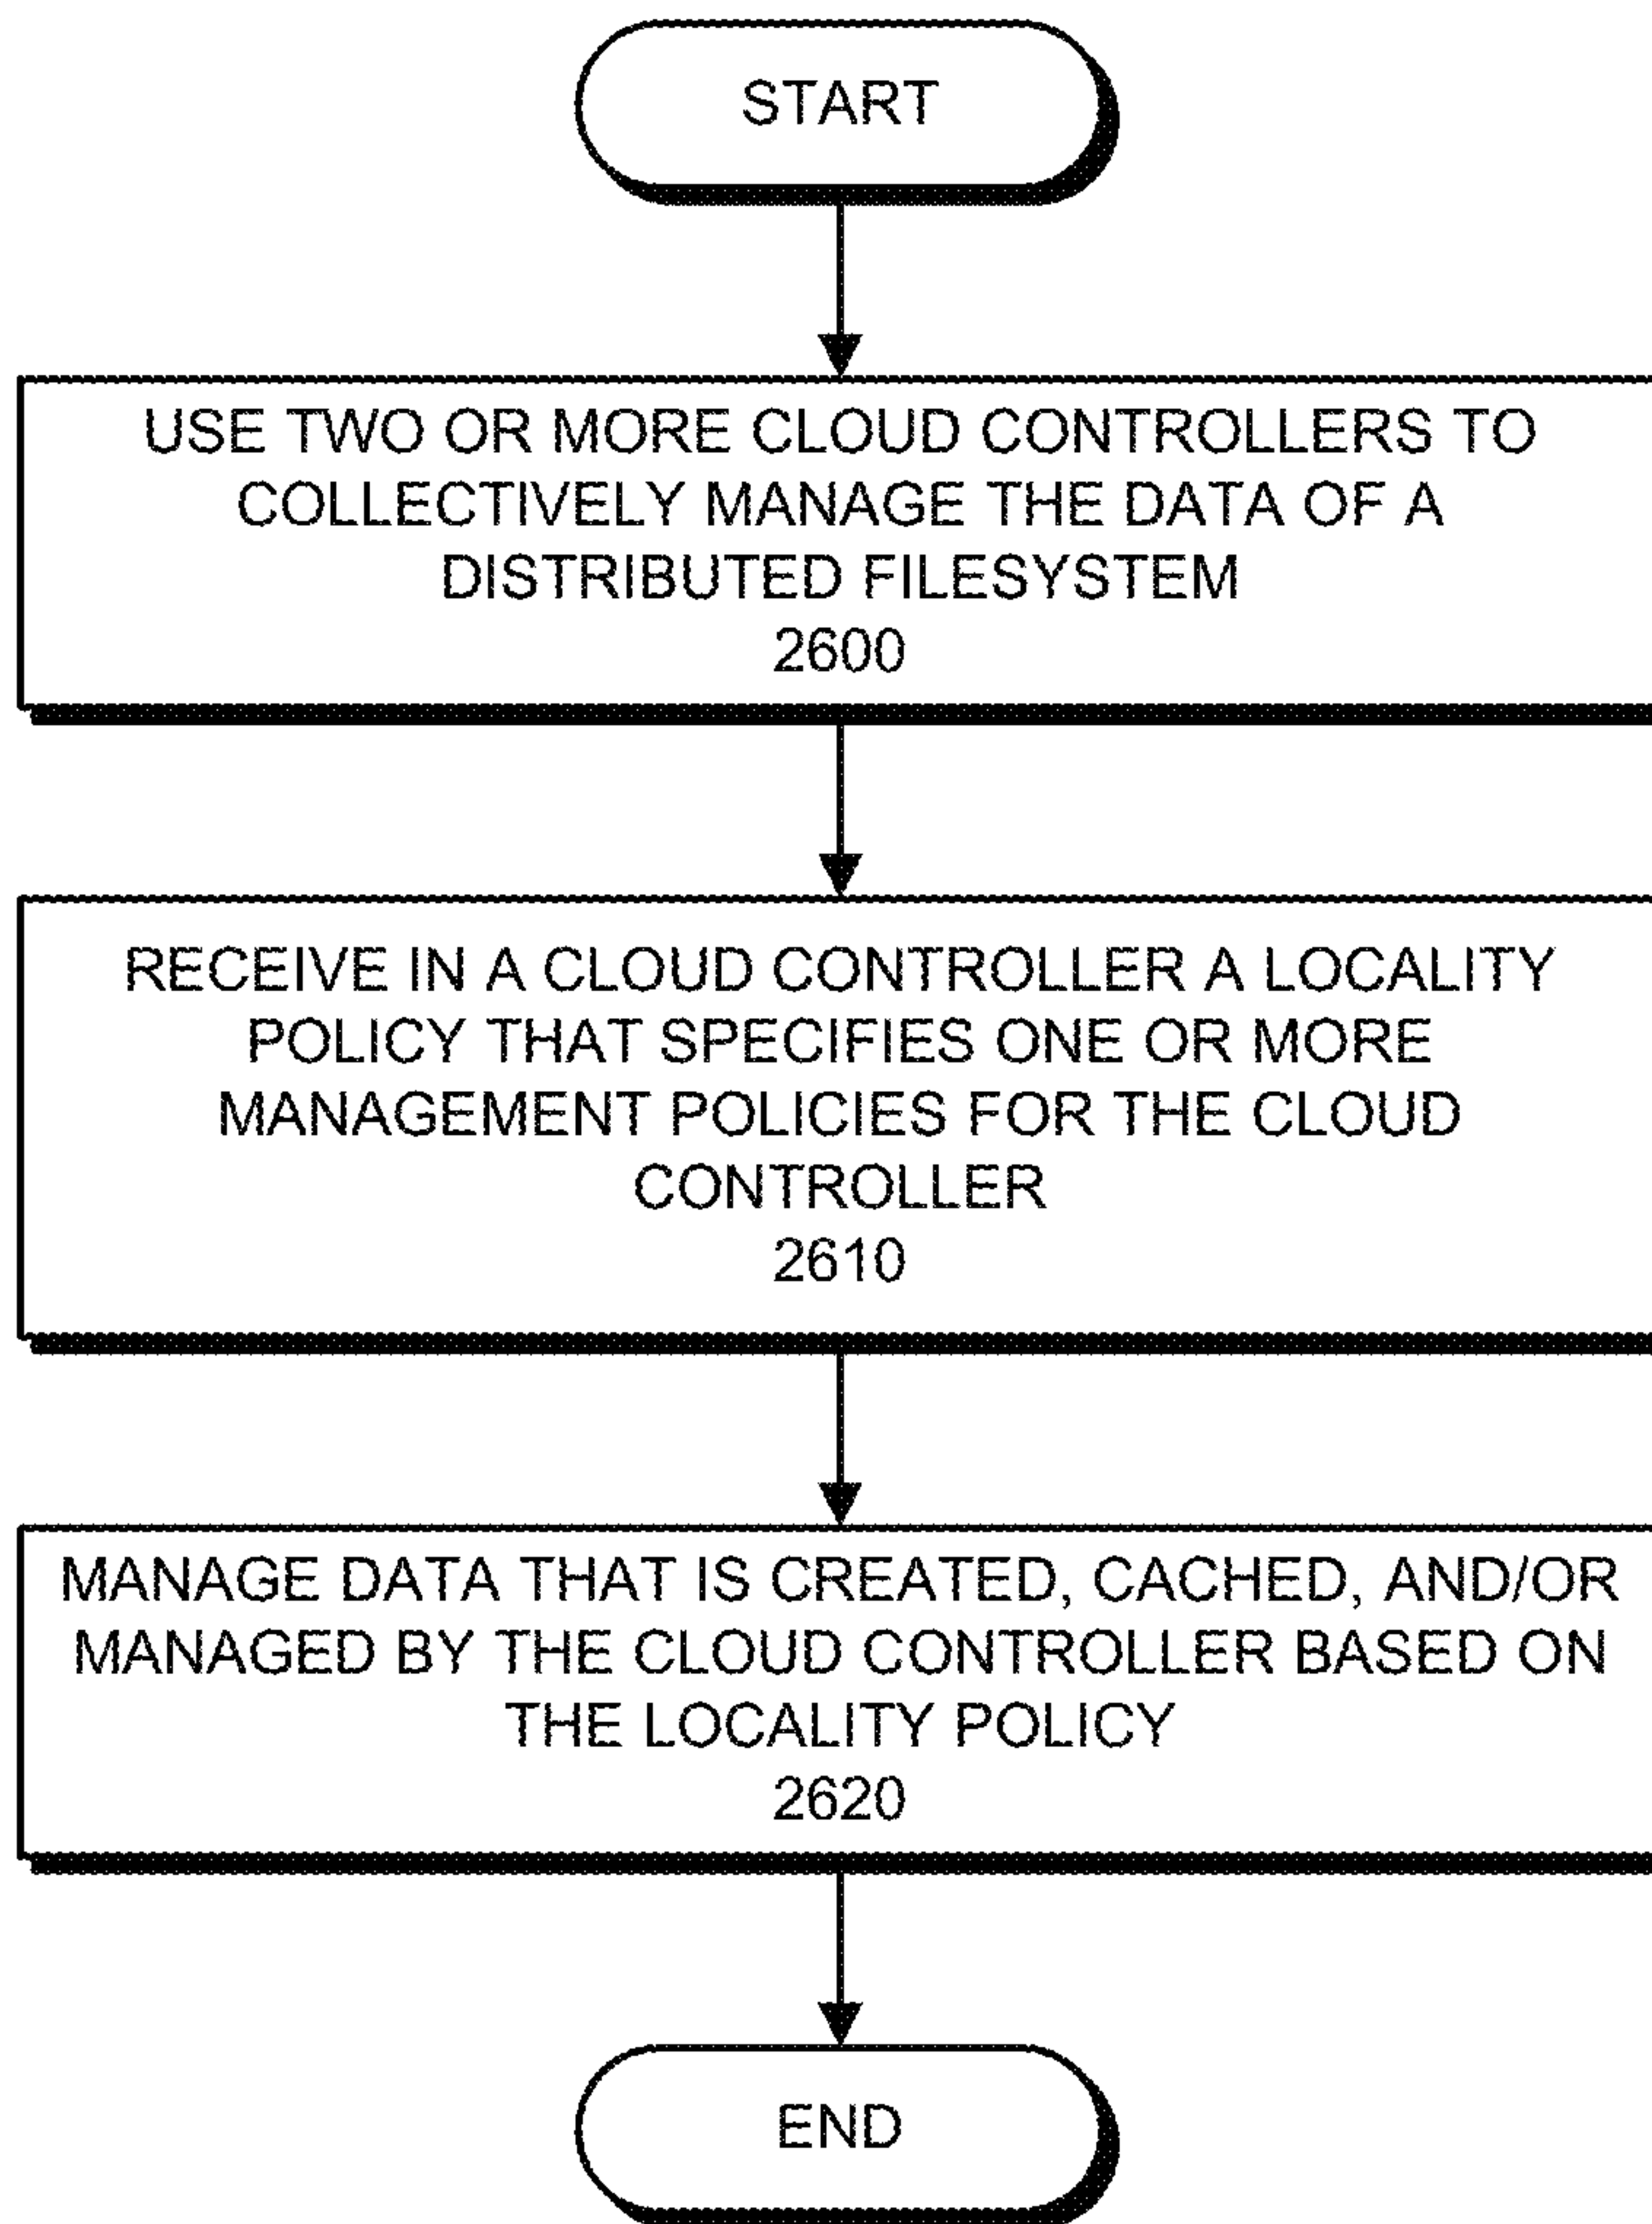 START
USE TWO OR MORE CLOUD CONTROLLERS TO
COLLECTIVELY MANAGE THE DATA OF A
DISTRIBUTED FILESYSTEM
2600
RECEIVE IN A CLOUD CONTROLLER A LOCALITY
POLICY THAT SPECIFIES ONE OR MORE
MANAGEMENT POLICIES FOR THE CLOUD
CONTROLLER
2610
MANAGE DATA THAT IS CREATED, CACHED, AND/OR
MANAGED BY THE CLOUD CONTROLLER BASED ON
THE LOCALITY POLICY
2620
END